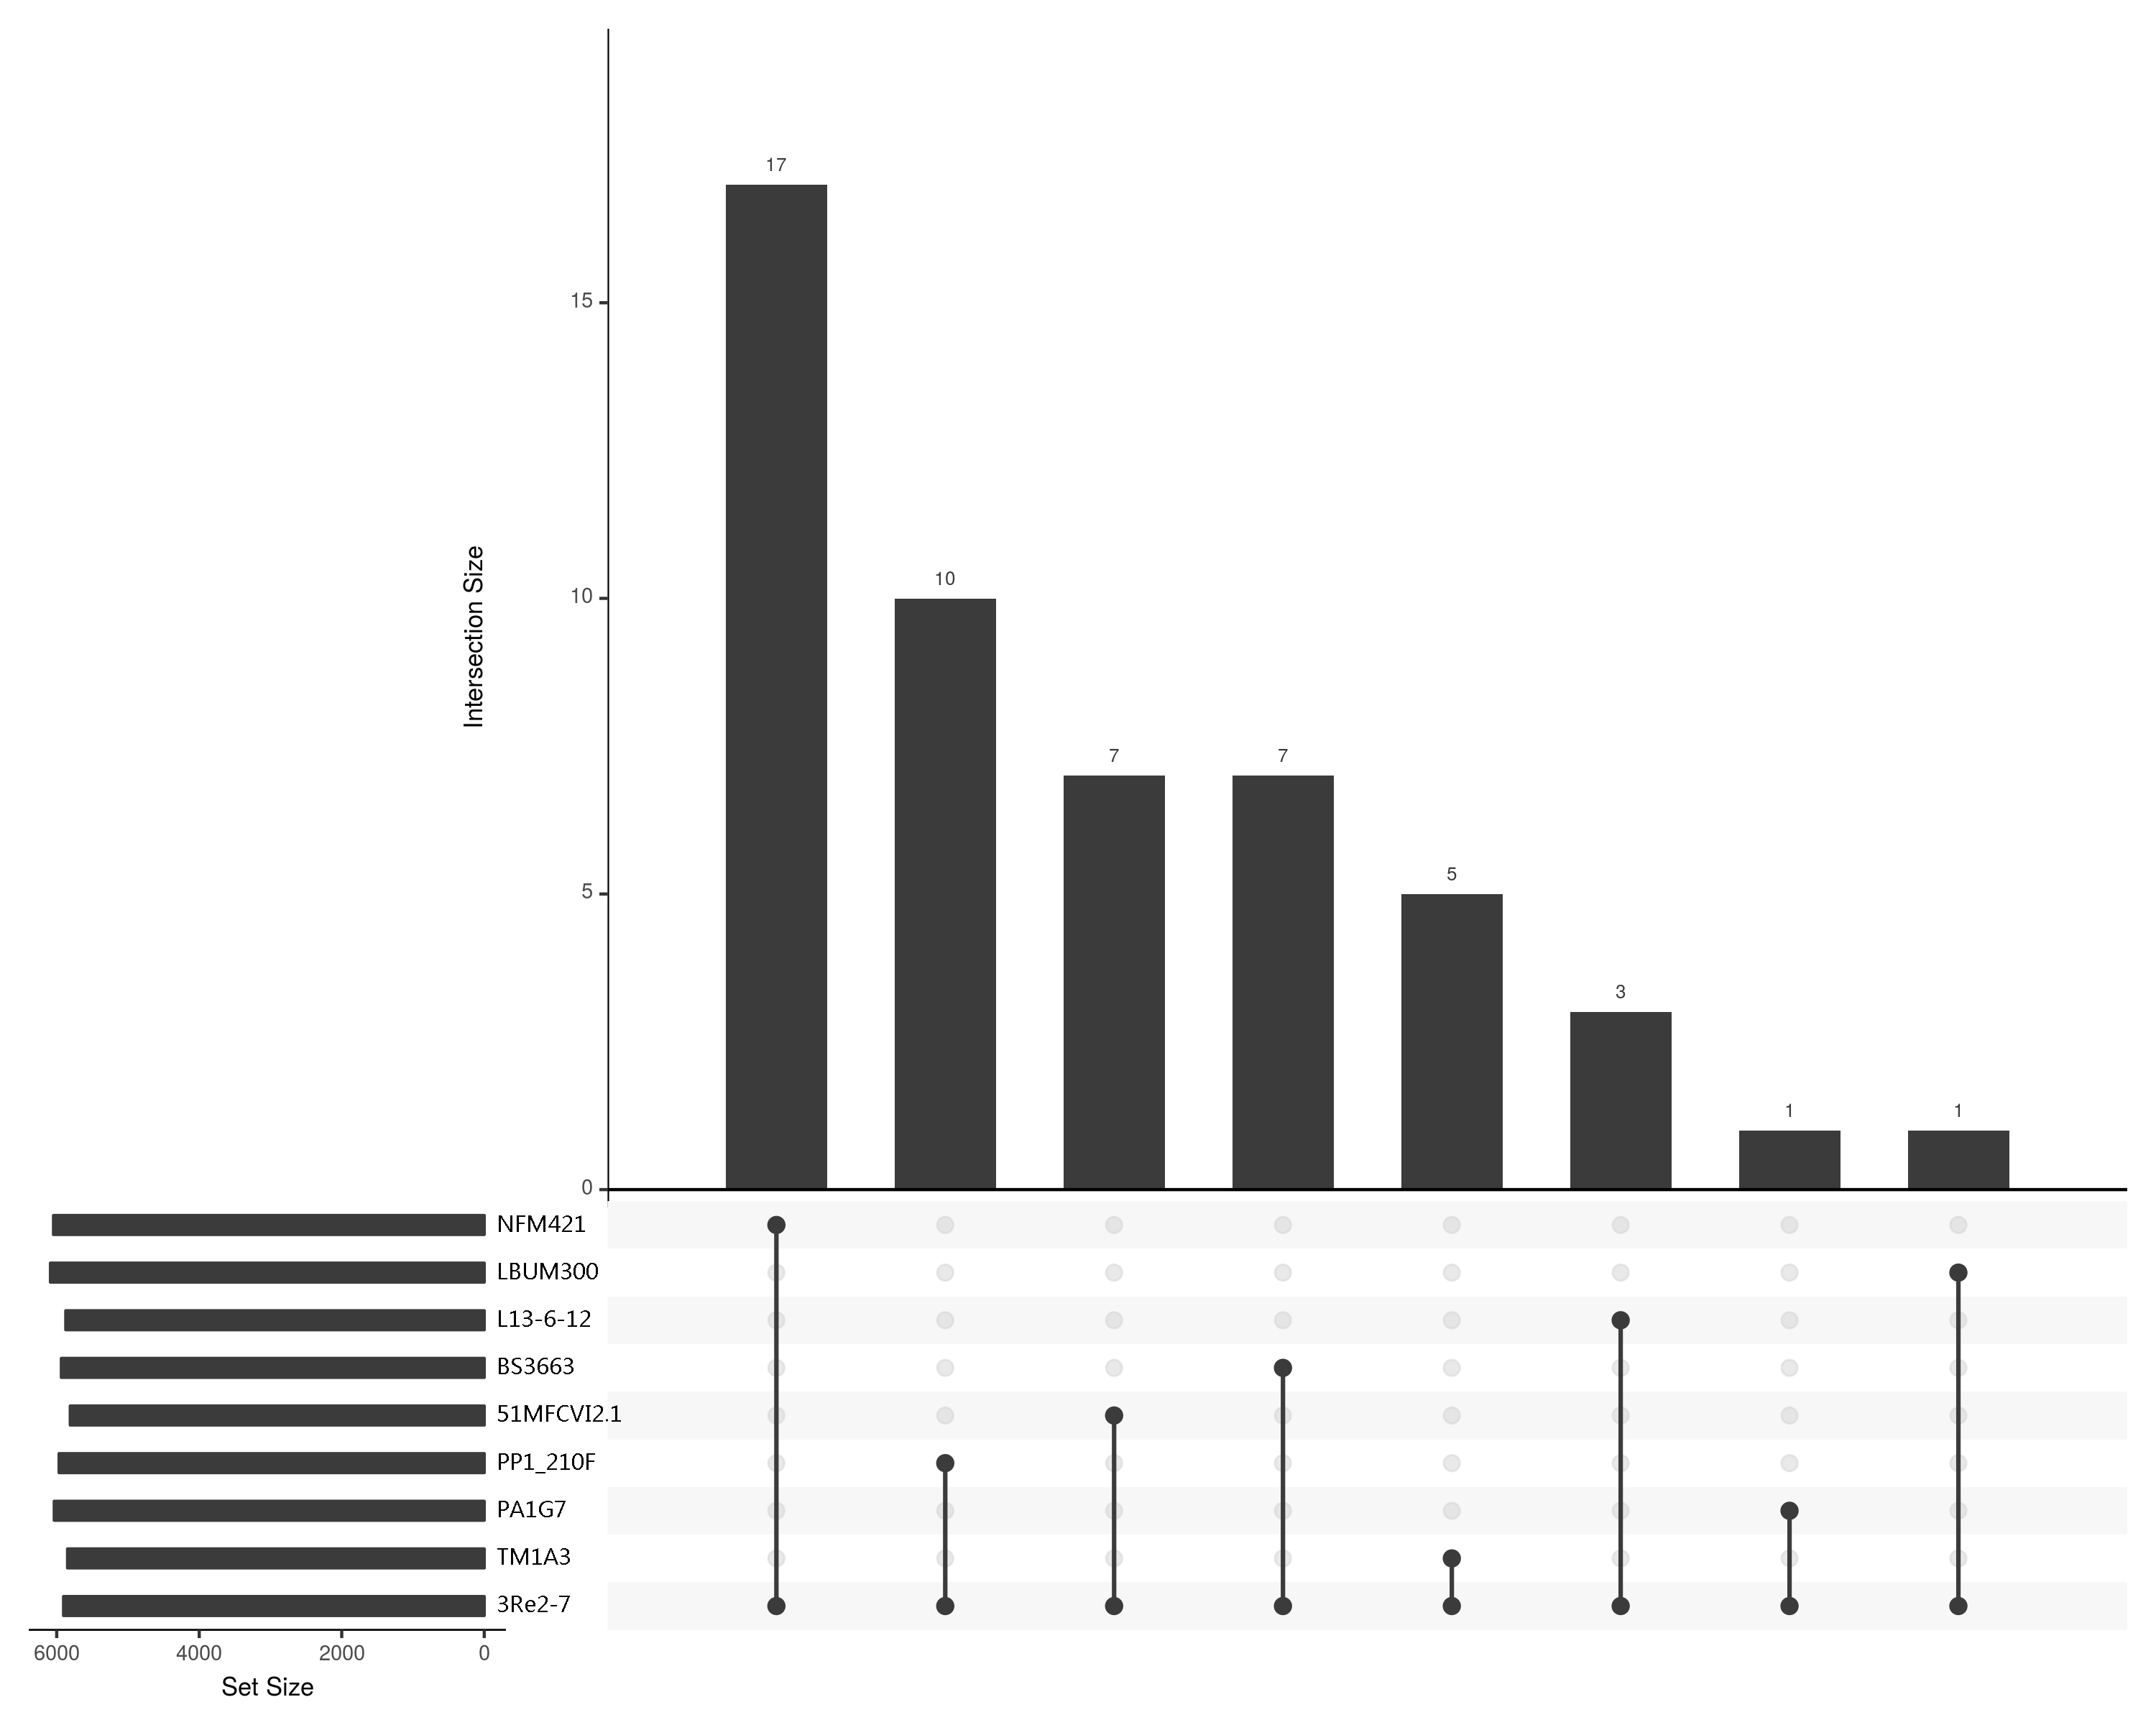 17
15
10
10
Intersection Size
7
7
5
5
3
1
1
0
NFM421
LBUM300
L13-6-12
BS3663
51MFCVI2.1
PP1_210F
PA1G7
TM1A3
3Re2-7
6000 4000 2000 0
Set Size